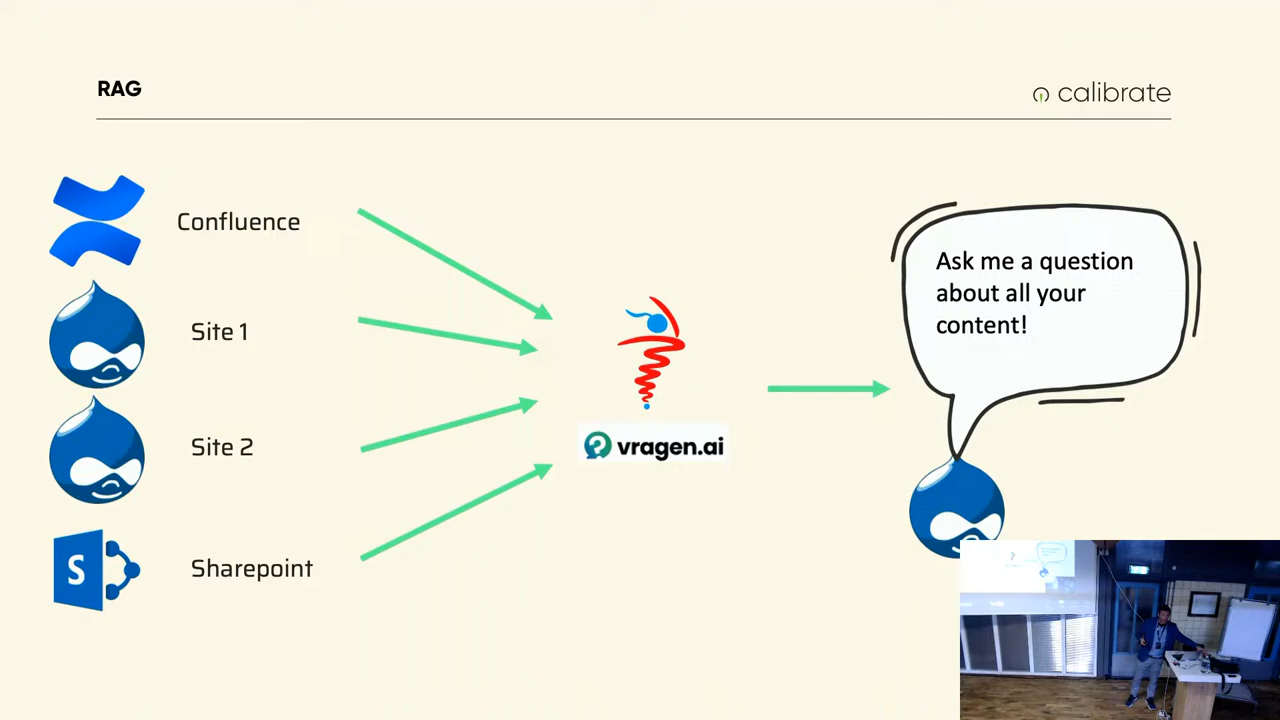 RAG
calibrate
Confluence
Site 1
Site 2
S
Sharepoint
vragen.ai
Ask me a question
about all your
content!